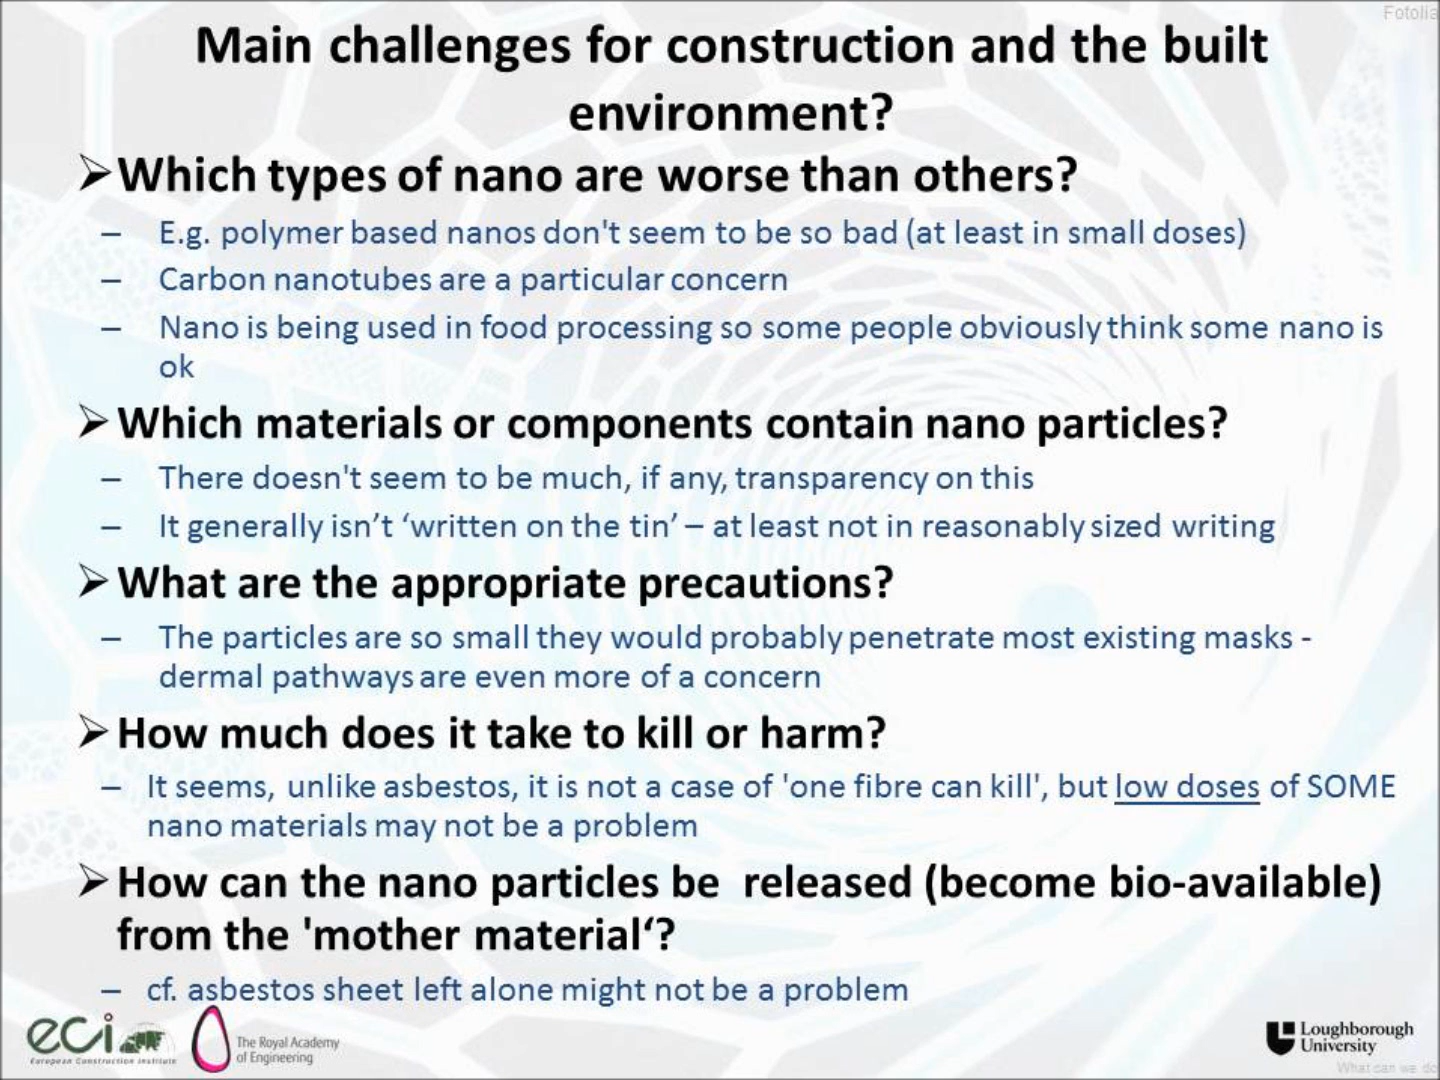 Fotolia
Main challenges for construction and the built
environment?
➢Which types of nano are worse than others?
– E.g. polymer based nanos don't seem to be so bad (at least in small doses)
– Carbon nanotubes are a particular concern
– Nano is being used in food processing so some people obviously think some nano is
ok
➢Which materials or components contain nano particles?
– There doesn't seem to be much, if any, transparency on this
– It generally isn’t ‘written on the tin’ – at least not in reasonably sized writing
➢What are the appropriate precautions?
– The particles are so small they would probably penetrate most existing masks -
dermal pathways are even more of a concern
➢How much does it take to kill or harm?
– It seems, unlike asbestos, it is not a case of 'one fibre can kill', but low doses of SOME
nano materials may not be a problem
➢How can the nano particles be released (become bio-available)
from the 'mother material‘?
– cf. asbestos sheet left alone might not be a problem
eci
European Construction Institute
The Royal Academy
of Engineering
Loughborough
University
What can we do